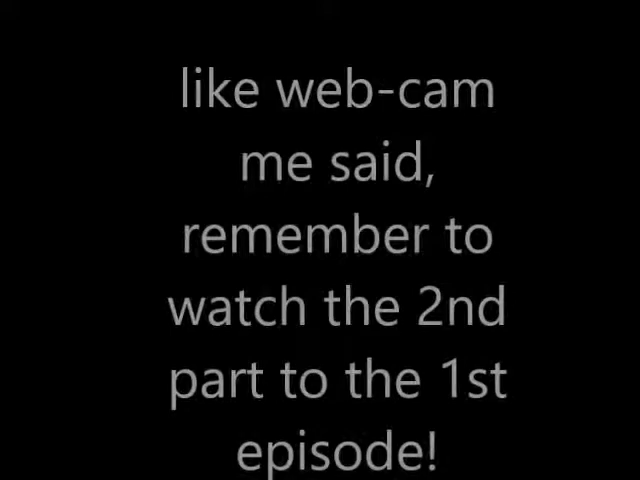 like web-cam
me said,
remember to
watch the 2nd
part to the 1st
episode!